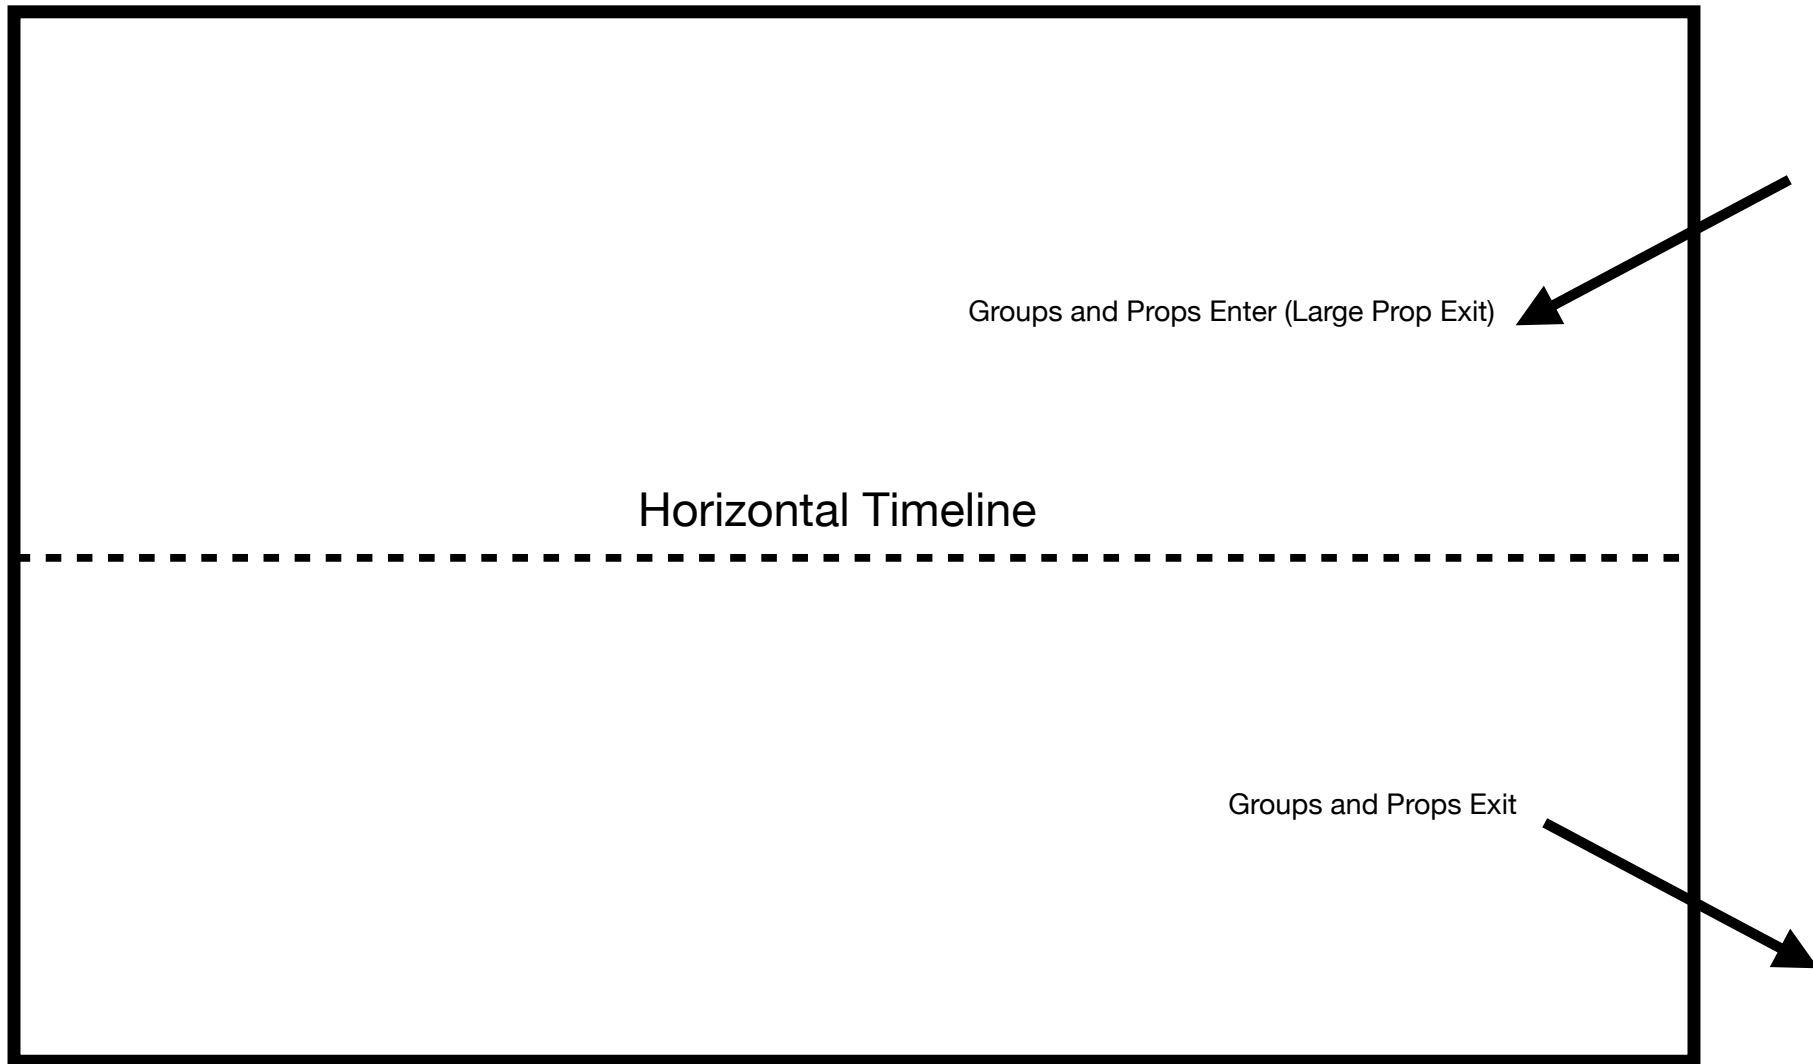 Groups and Props Enter (Large Prop Exit)
Horizontal Timeline
Groups and Props Exit